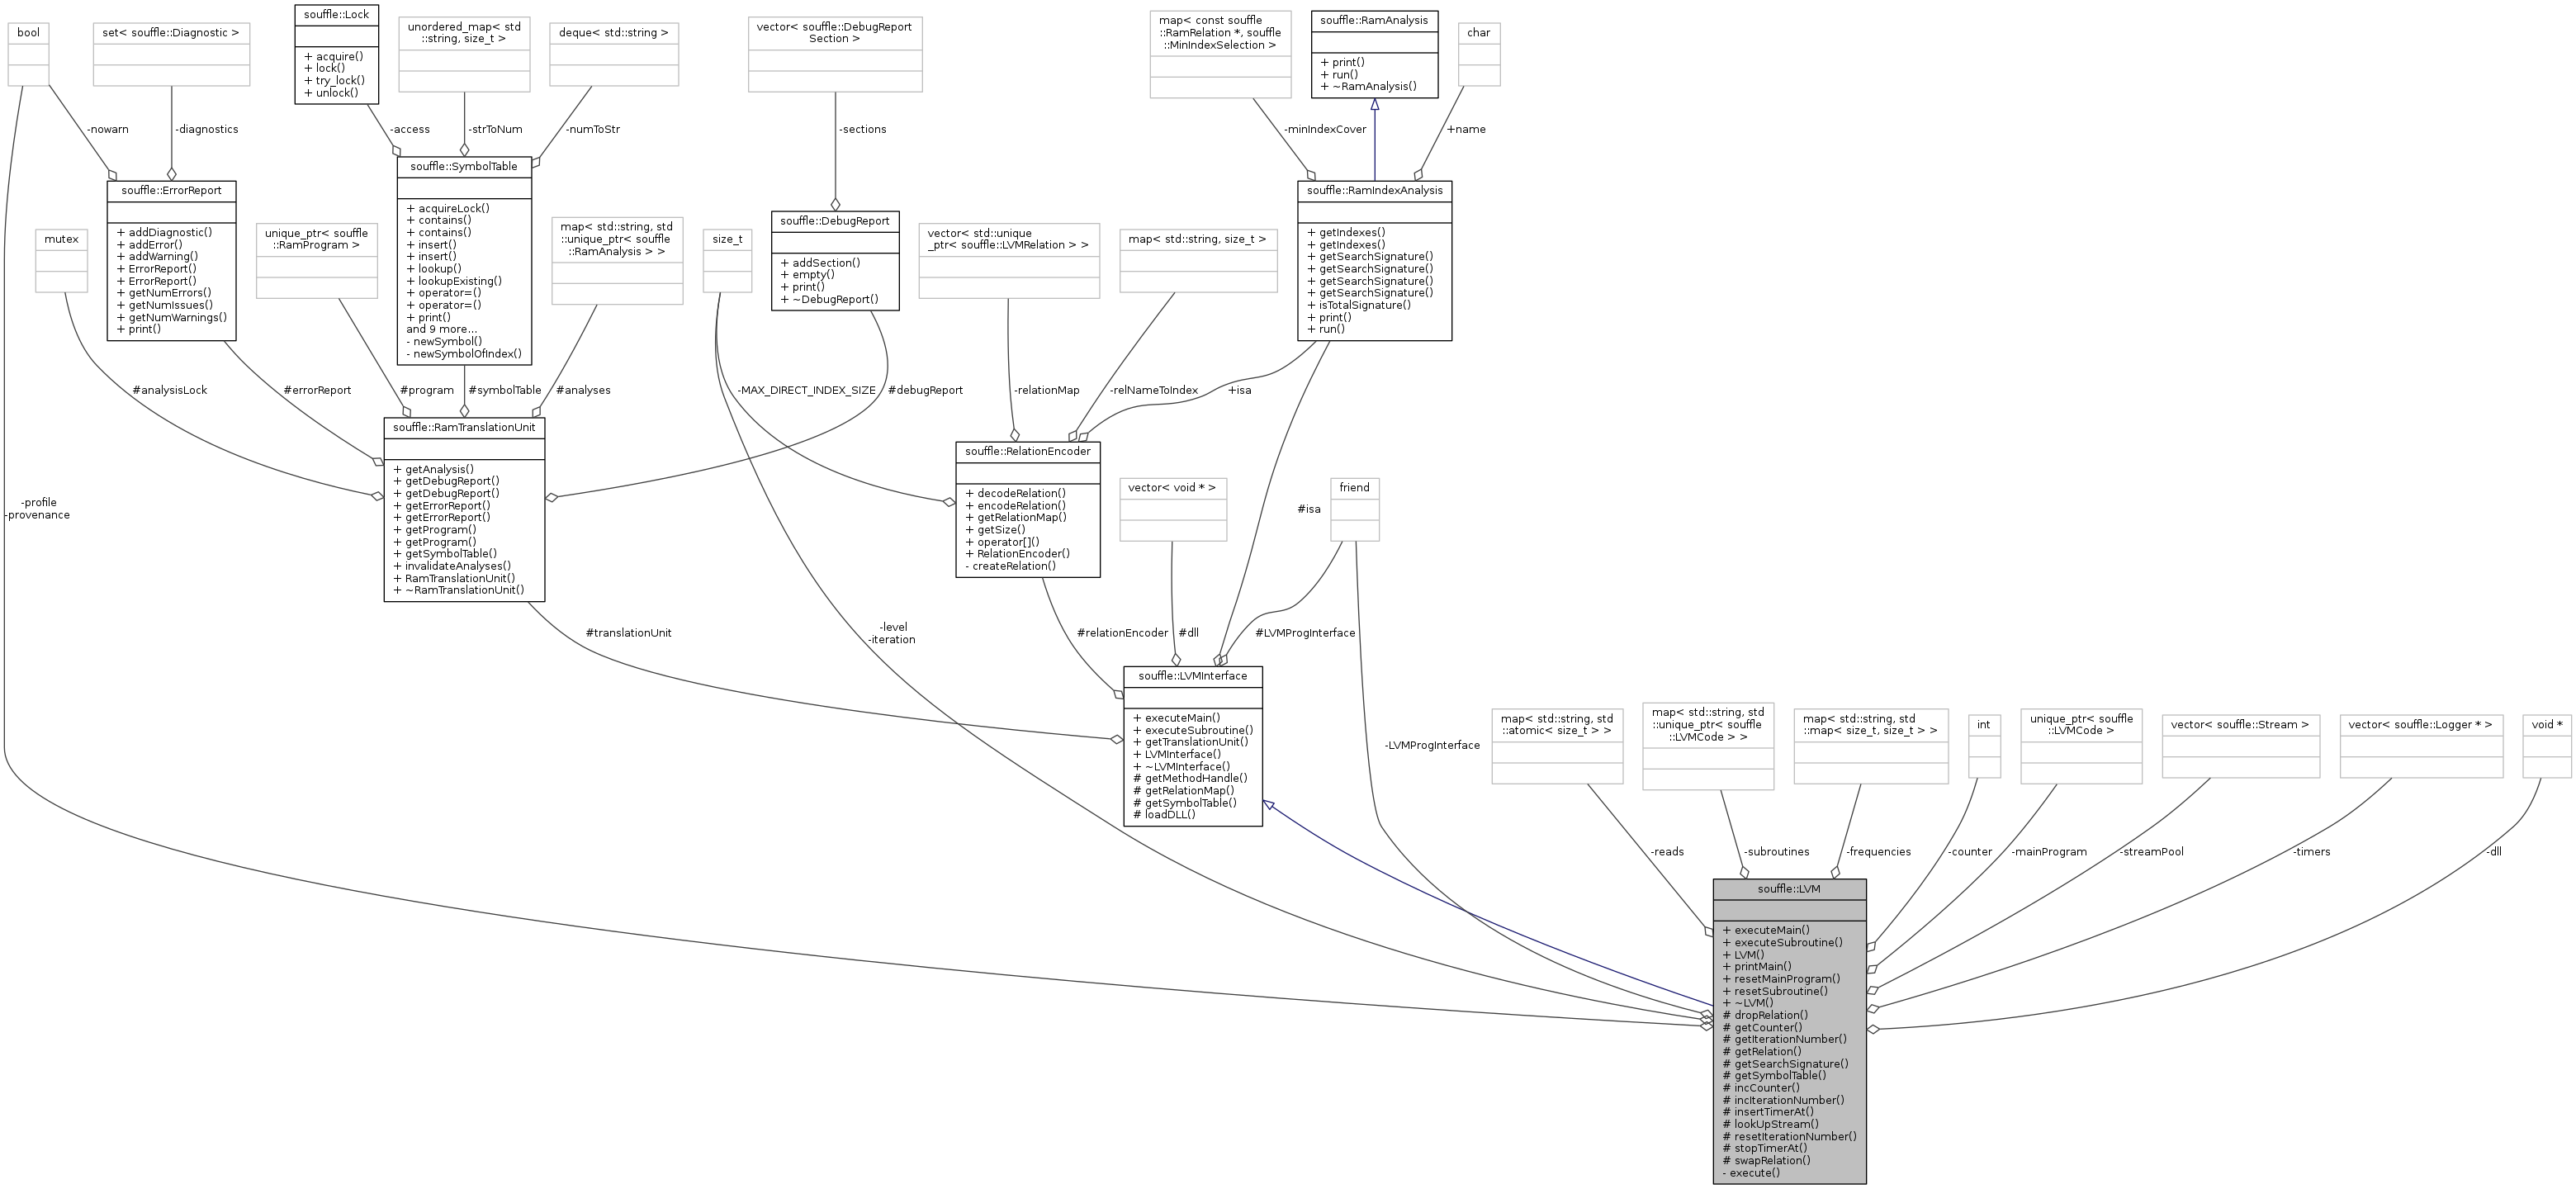 bool
set< souffle::Diagnostic >
souffle::Lock
+ acquire()
+ lock()
+ try_lock()
+ unlock()
unordered_map< std
::string, size_t >
deque< std::string >
vector< souffle::DebugReport
Section >
map< const souffle
::RamRelation *, souffle
::MinIndexSelection >
souffle::RamAnalysis
+ print()
+ run()
+ ~RamAnalysis()
char
-nowarn
-diagnostics
-access
-strToNum
-numToStr
-sections
-minIndexCover
+name
souffle::ErrorReport
+ addDiagnostic()
+ addError()
+ addWarning()
+ ErrorReport()
+ ErrorReport()
+ getNumErrors()
+ getNumIssues()
+ getNumWarnings()
+ print()
souffle::SymbolTable
+ acquireLock()
+ contains()
+ contains()
+ insert()
+ insert()
+ lookup()
+ lookupExisting()
+ operator=()
+ operator=()
+ print()
and 9 more...
- newSymbol()
- newSymbolOfIndex()
souffle::RamIndexAnalysis
+ getIndexes()
+ getIndexes()
+ getSearchSignature()
+ getSearchSignature()
+ getSearchSignature()
+ getSearchSignature()
+ isTotalSignature()
+ print()
+ run()
mutex
unique_ptr< souffle
::RamProgram >
map< std::string, std
::unique_ptr< souffle
::RamAnalysis > >
size_t
souffle::DebugReport
+ addSection()
+ empty()
+ print()
+ ~DebugReport()
vector< std::unique
_ptr< souffle::LVMRelation > >
map< std::string, size_t >
#analysisLock
#errorReport
#program
#symbolTable
#analyses
-MAX_DIRECT_INDEX_SIZE
#debugReport
-relationMap
-relNameToIndex
+isa
souffle::RamTranslationUnit
+ getAnalysis()
+ getDebugReport()
+ getDebugReport()
+ getErrorReport()
+ getErrorReport()
+ getProgram()
+ getProgram()
+ getSymbolTable()
+ invalidateAnalyses()
+ RamTranslationUnit()
+ ~RamTranslationUnit()
souffle::RelationEncoder
+ decodeRelation()
+ encodeRelation()
+ getRelationMap()
+ getSize()
+ operator[]()
+ RelationEncoder()
- createRelation()
vector< void * >
#isa
friend
-profile
-provenance
#translationUnit
-level
-iteration
#relationEncoder
#dll
#LVMProgInterface
souffle::LVMInterface
+ executeMain()
+ executeSubroutine()
+ getTranslationUnit()
+ LVMInterface()
+ ~LVMInterface()
# getMethodHandle()
# getRelationMap()
# getSymbolTable()
# loadDLL()
-LVMProgInterface
map< std::string, std
::atomic< size_t > >
map< std::string, std
::unique_ptr< souffle
::LVMCode > >
map< std::string, std
::map< size_t, size_t > >
int
unique_ptr< souffle
::LVMCode >
vector< souffle::Stream >
vector< souffle::Logger * >
void *
-reads
-subroutines
-frequencies
-counter
-mainProgram
-streamPool
-timers
-dll
souffle::LVM
+ executeMain()
+ executeSubroutine()
+ LVM()
+ printMain()
+ resetMainProgram()
+ resetSubroutine()
+ ~LVM()
# dropRelation()
# getCounter()
# getIterationNumber()
# getRelation()
# getSearchSignature()
# getSymbolTable()
# incCounter()
# incIterationNumber()
# insertTimerAt()
# lookUpStream()
# resetIterationNumber()
# stopTimerAt()
# swapRelation()
- execute()